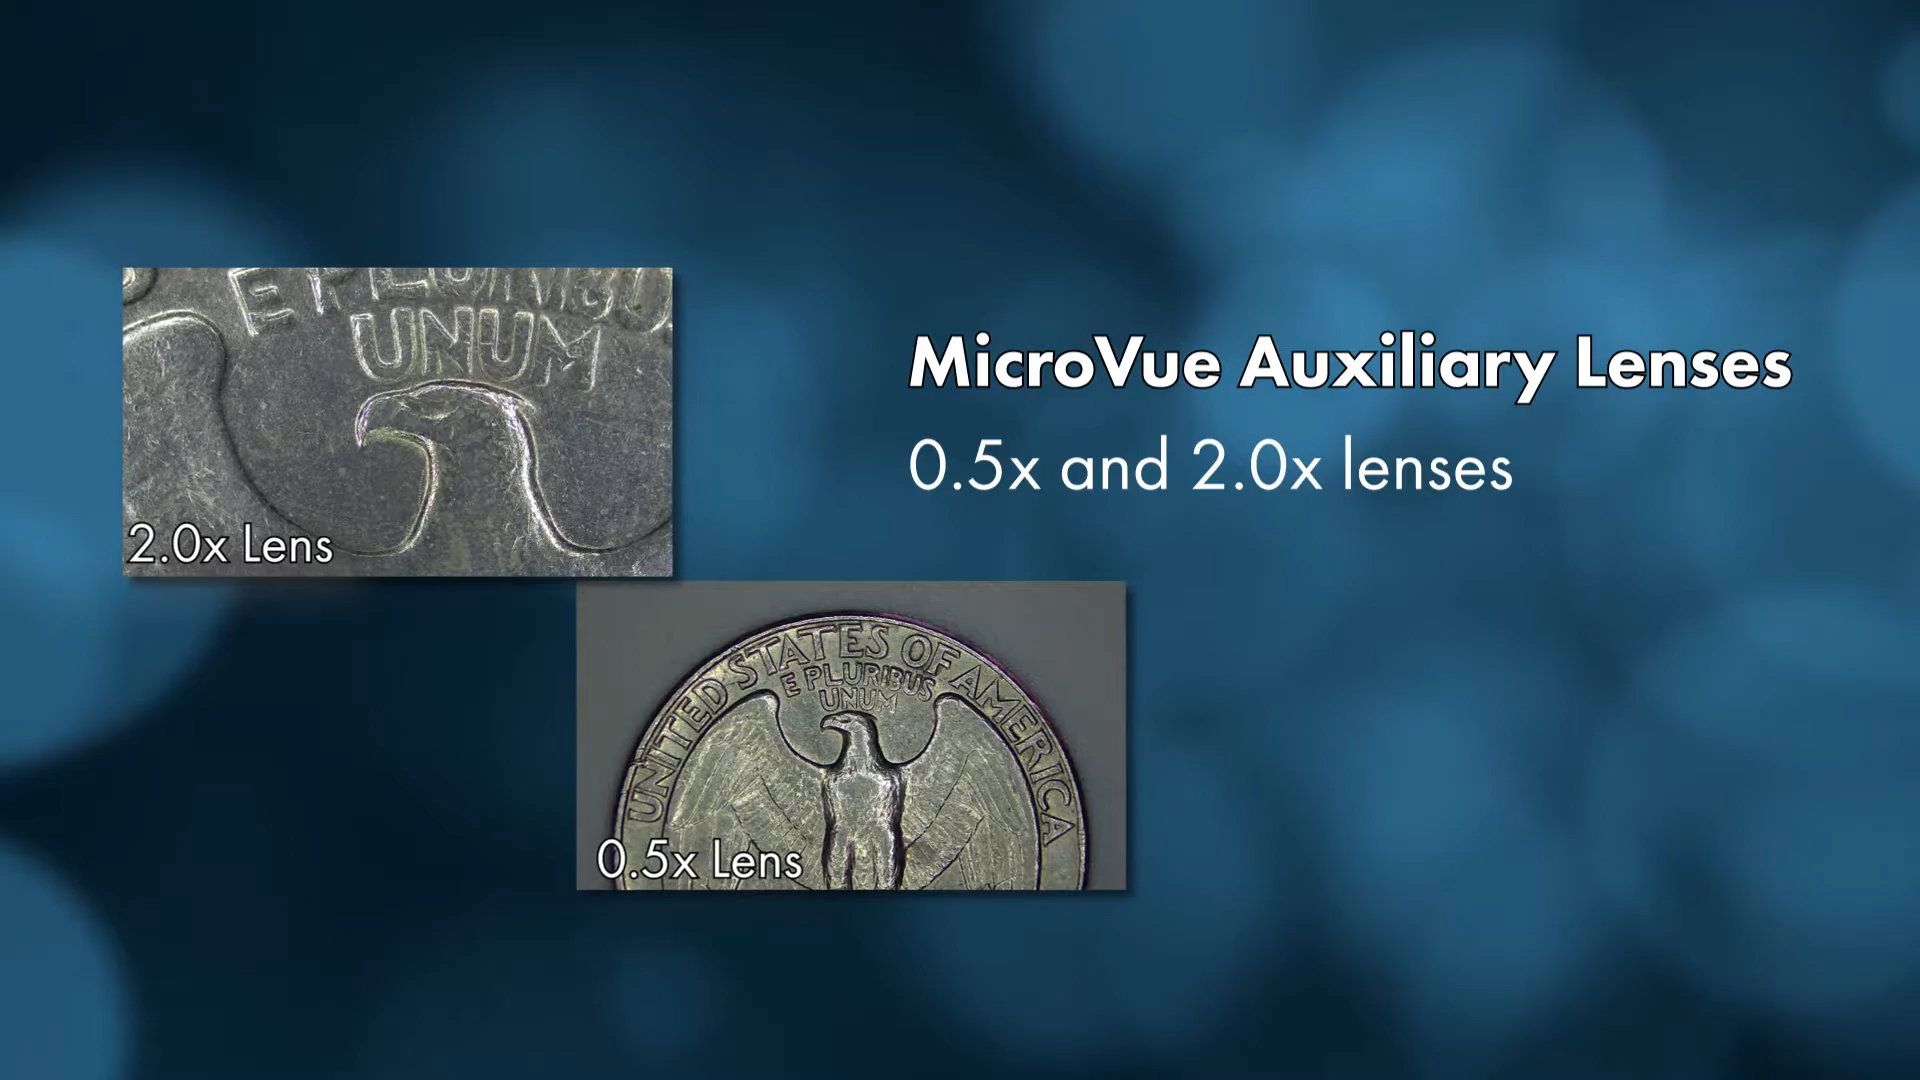 MicroVue Auxiliary Lenses
0.5x and 2.0x lenses
E PLURIBU
UNUM
2.0x Lens
UNITED STATES OF AMERICA
E PLURIBUS
UNUM
0.5x Lens